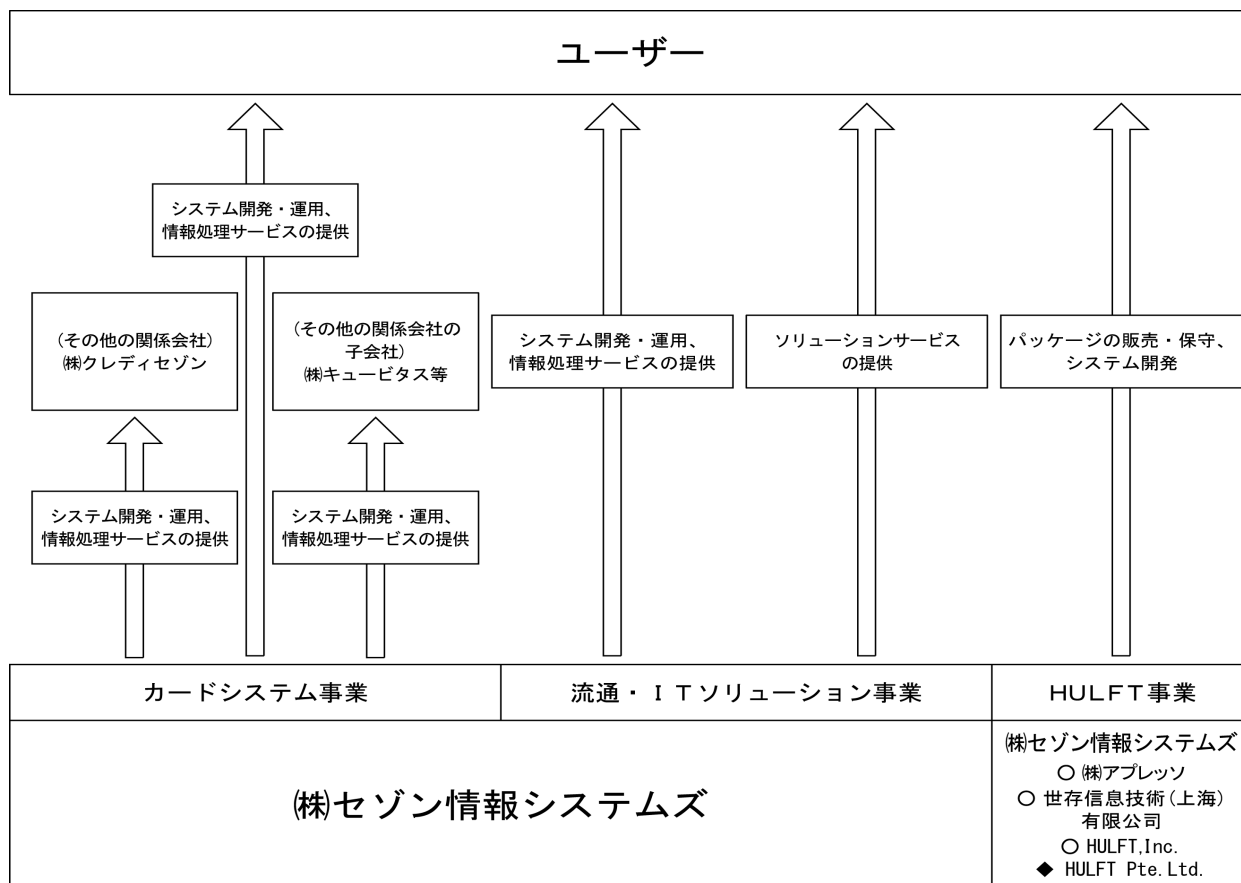 ユーザー
システム開発・運用、
情報処理サービスの提供
(その他の関係会社)
㈱クレディセゾン
(その他の関係会社の
子会社)
㈱キュービタス等
システム開発・運用、
情報処理サービスの提供
ソリューションサービス
の提供
パッケージの販売・保守、
システム開発
システム開発・運用、
情報処理サービスの提供
システム開発・運用、
情報処理サービスの提供
カードシステム事業
流通・ITソリューション事業
HULFT事業
㈱セゾン情報システムズ
㈱セゾン情報システムズ
○ ㈱アプレッソ
○ 世存信息技術(上海)
有限公司
○ HULFT,Inc.
◆ HULFT Pte.Ltd.